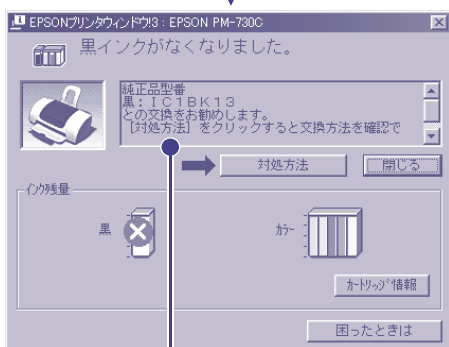 EPSONプリンタウィンドウ!3 : EPSON PM-730C
黒インクがなくなりました。
純正品型番
黒：ＩＣ１ＢＫ１３
との交換をお勧めします。
［対処方法］をクリックすると交換方法を確認で
対処方法
閉じる
インク残量
黒
カラー
カートリッジ情報
困ったときは